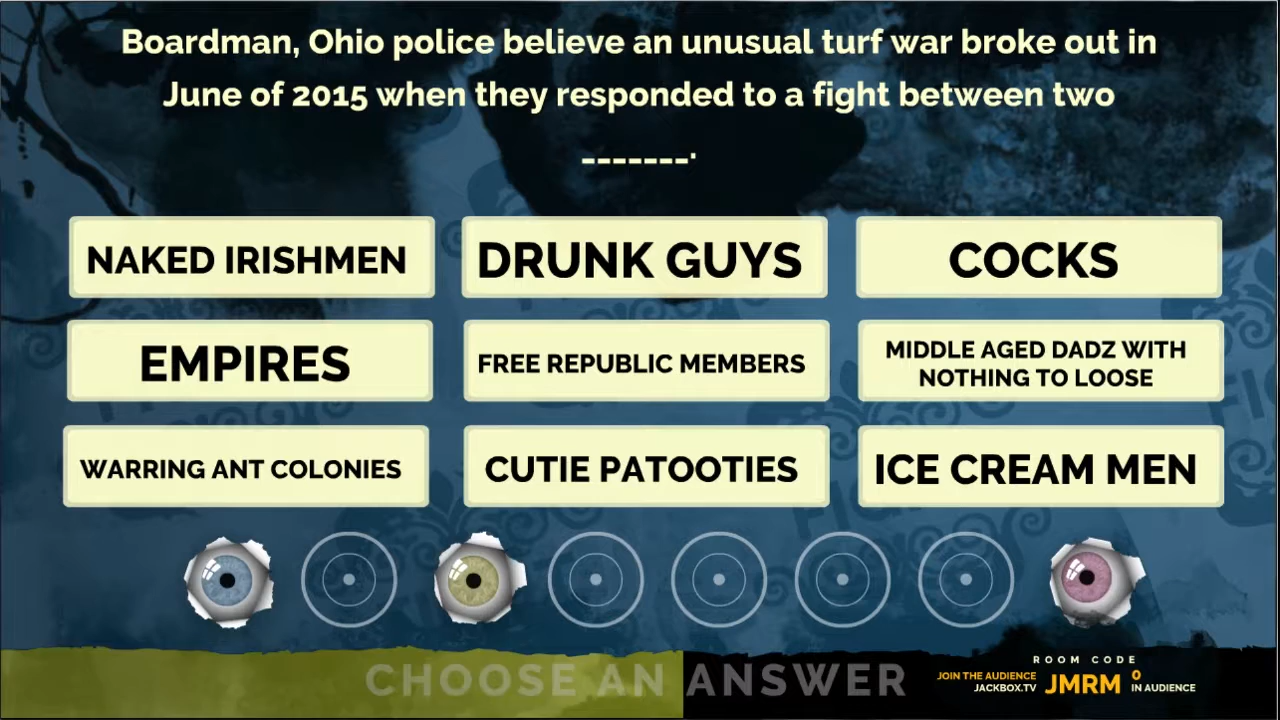 Boardman, Ohio police believe an unusual turf war broke out in
June of 2015 when they responded to a fight between two
_______.
NAKED IRISHMEN
DRUNK GUYS
COCKS
EMPIRES
FREE REPUBLIC MEMBERS
MIDDLE AGED DADZ WITH
NOTHING TO LOOSE
WARRING ANT COLONIES
CUTIE PATOOTIES
ICE CREAM MEN
CHOOSE AN ANSWER
ROOM CODE
JOIN THE AUDIENCE
JACKBOX.TV
JMRM
0
IN AUDIENCE